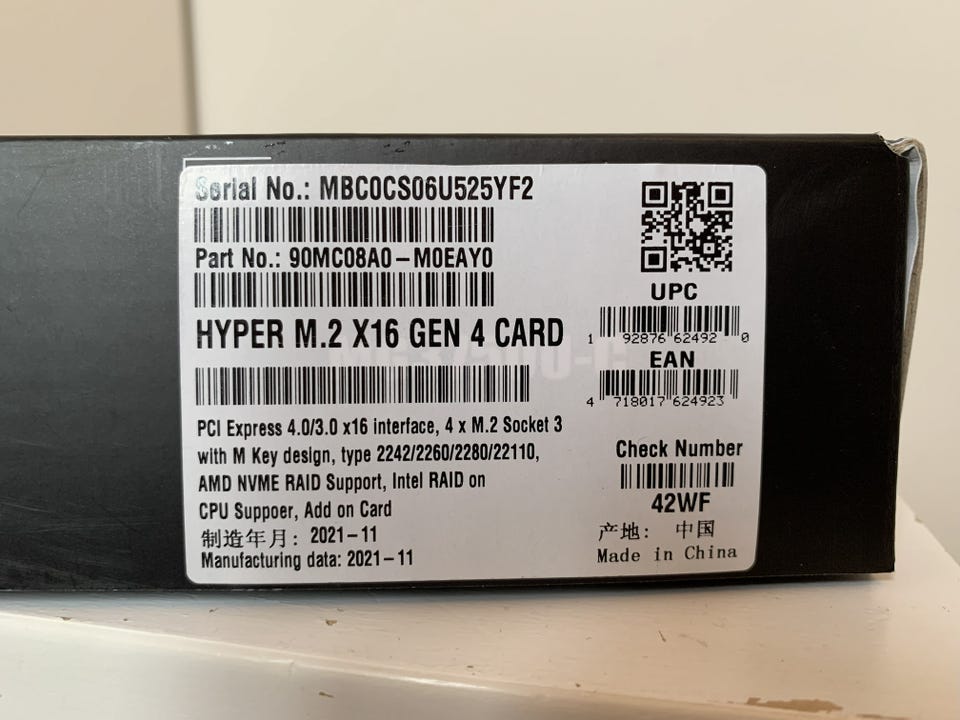 Serial No.: MBC0CS06U525YF2
Part No.: 90MC08A0-M0EAY0
HYPER M.2 X16 GEN 4 CARD
PCI Express 4.0/3.0 x16 interface, 4 x M.2 Socket 3
with M Key design, type 2242/2260/2280/22110,
AMD NVME RAID Support, Intel RAID on
CPU Suppoer, Add on Card
制造年月: 2021-11
Manufacturing data: 2021-11
UPC
1 92876 62492 0
EAN
4 718017 624923
Check Number
42WF
产地: 中国
Made in China